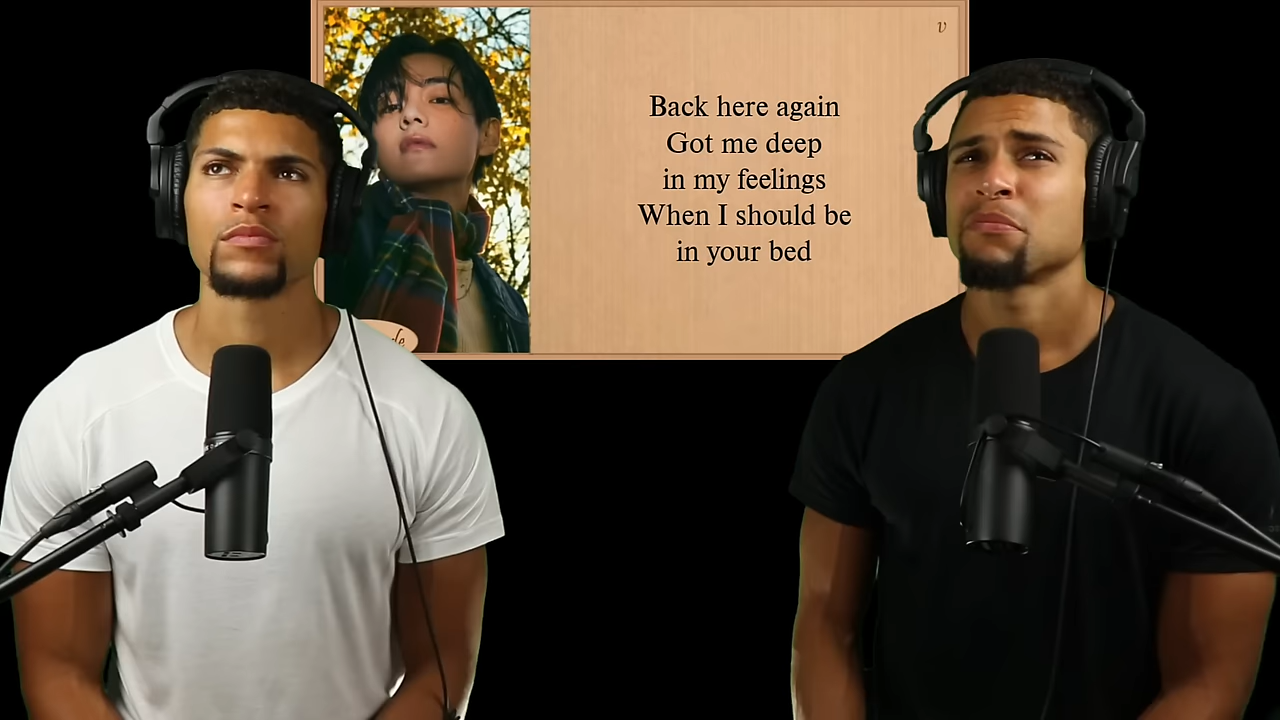 v
Back here again
Got me deep
in my feelings
When I should be
in your bed